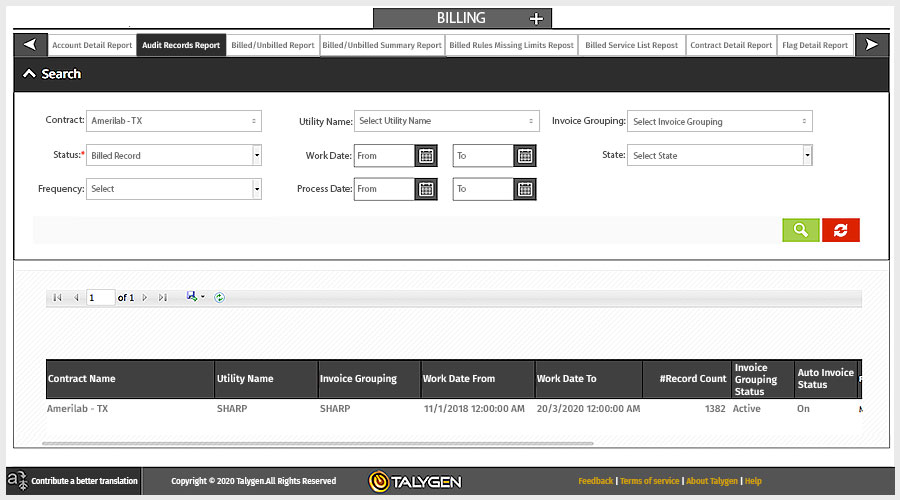 BILLING
Account Detail Report Audit Records Report Billed/Unbilled Report Billed/Unbilled Summary Report Billed Rules Missing Limits Repost Billed Service List Repost Contract Detail Report Flag Detail Report
Search
Contract: Amerilab - TX Utility Name: Select Utility Name Invoice Grouping: Select Invoice Grouping
Status:* Billed Record Work Date: From To State: Select State
Frequency: Select Process Date: From To
1 of 1
Contract Name Utility Name Invoice Grouping Work Date From Work Date To #Record Count Invoice Grouping Status Auto Invoice Status
Amerilab - TX SHARP SHARP 11/1/2018 12:00:00 AM 20/3/2020 12:00:00 AM 1382 Active On
Contribute a better translation Copyright © 2020 Talygen.All Rights Reserved TALYGEN Feedback | Terms of service | About Talygen | Help